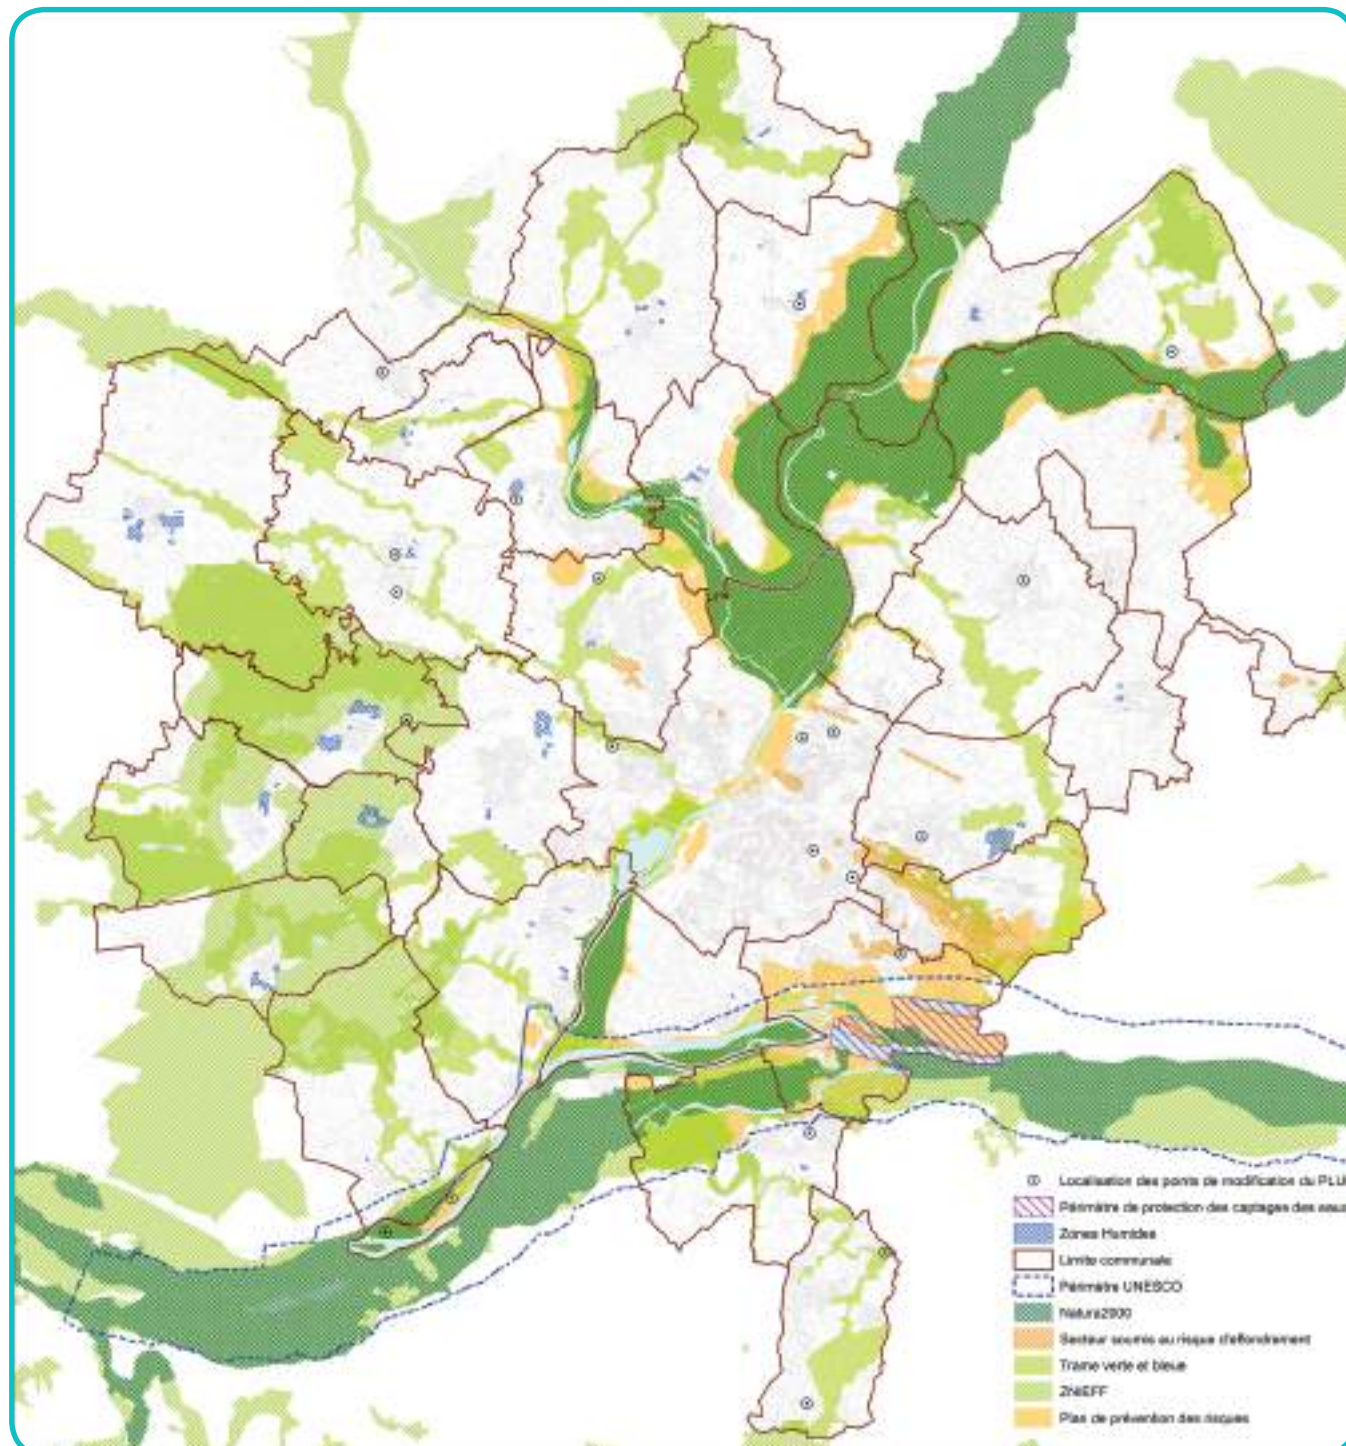 Localisation des points de modification du PLUi
Périmètre de protection des captages des eaux
Zones Humides
Limite communale
Périmètre UNESCO
Natura2000
Secteur soumis au risque d'effondrement
Trame verte et bleue
ZNIEFF
Plan de prévention des risques